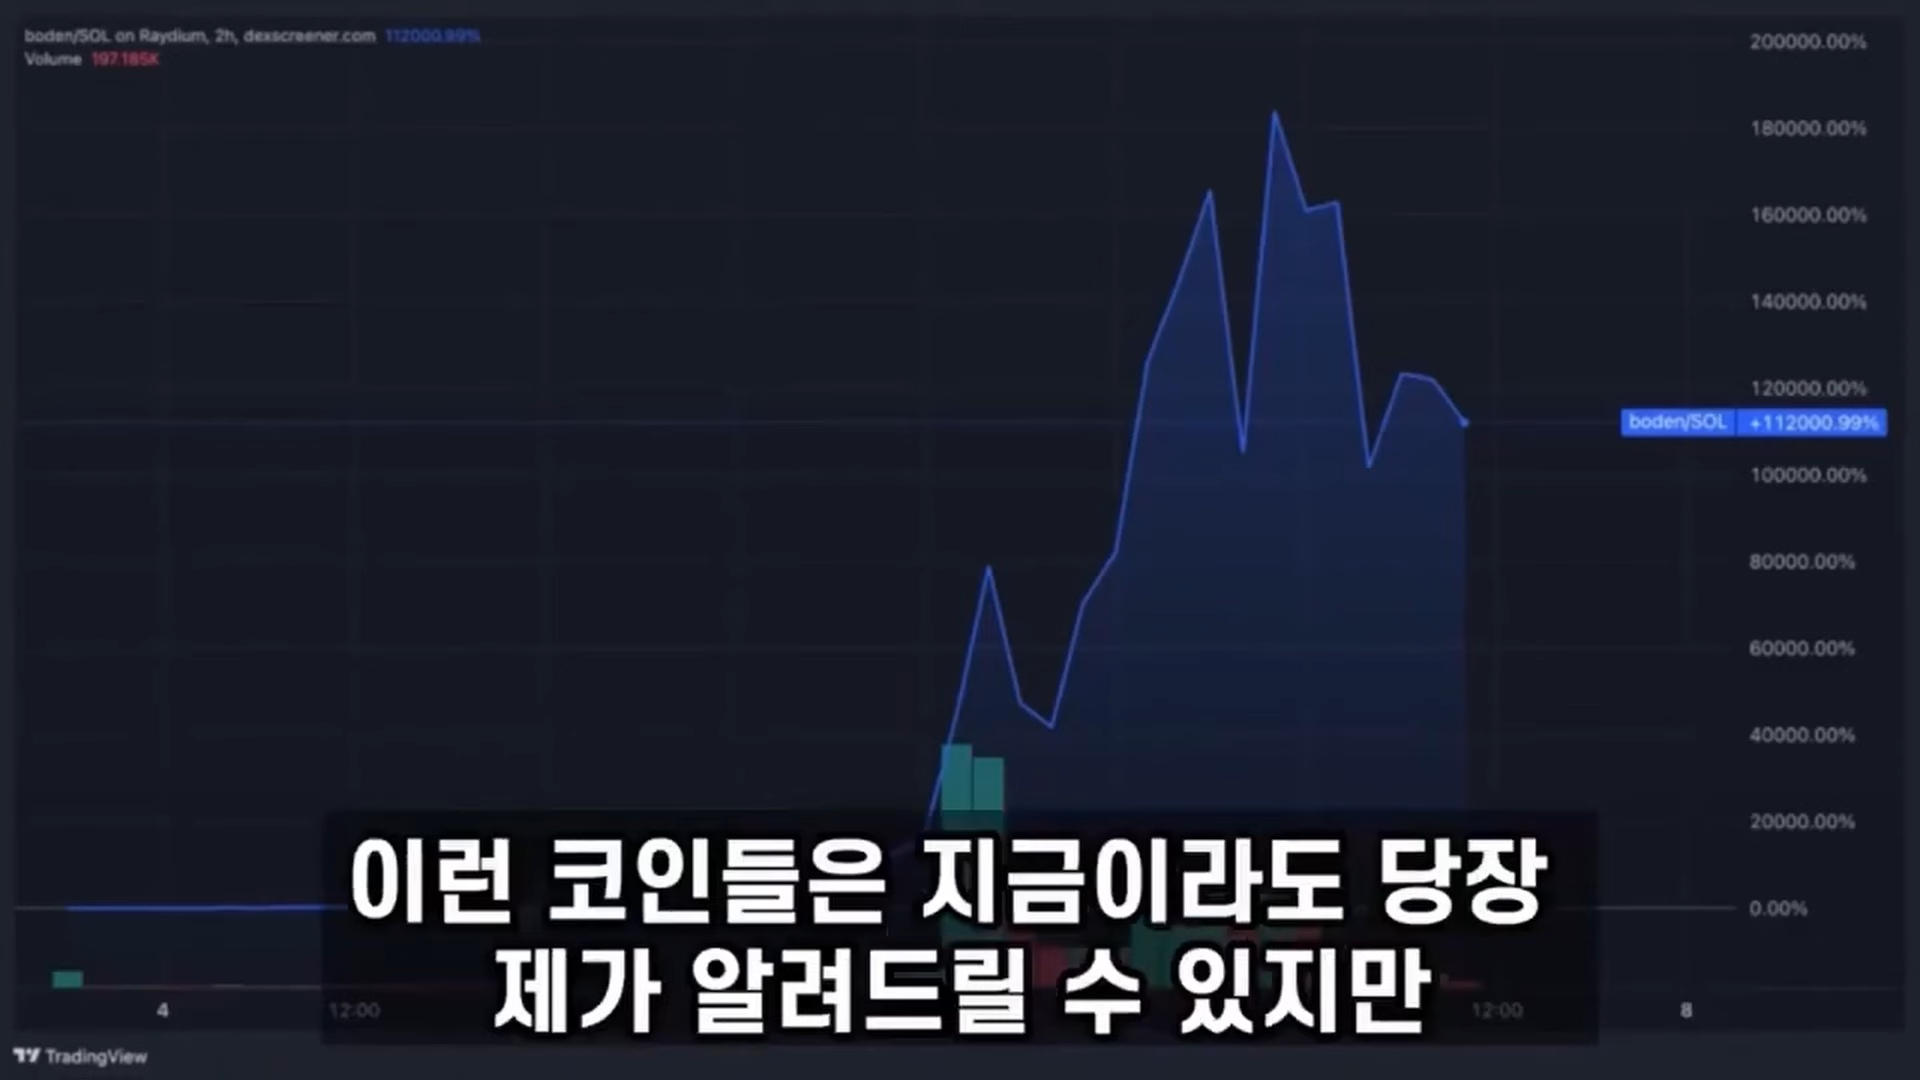 boden/SOL on Raydium, 2h, dexscreener.com 112000.99%
Volume 197.185K
200000.00%
180000.00%
160000.00%
140000.00%
120000.00%
boden/SOL +112000.99%
100000.00%
80000.00%
60000.00%
40000.00%
20000.00%
0.00%
이런 코인들은 지금이라도 당장
제가 알려드릴 수 있지만
4 12:00 12:00 8
TradingView